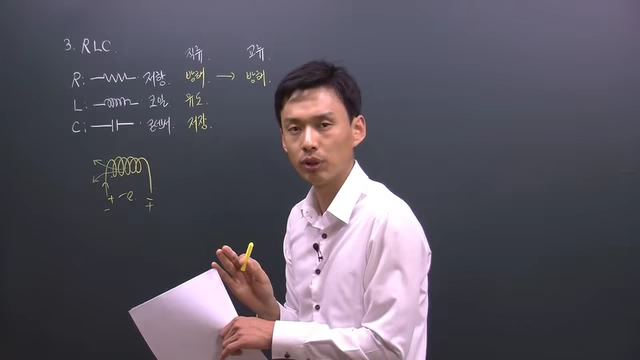 3. RLC.
직류. 교류.
R: 저항 방해 → 방해.
L: 코일 유도.
C: 콘덴서. 저장.
+ -e +
- -